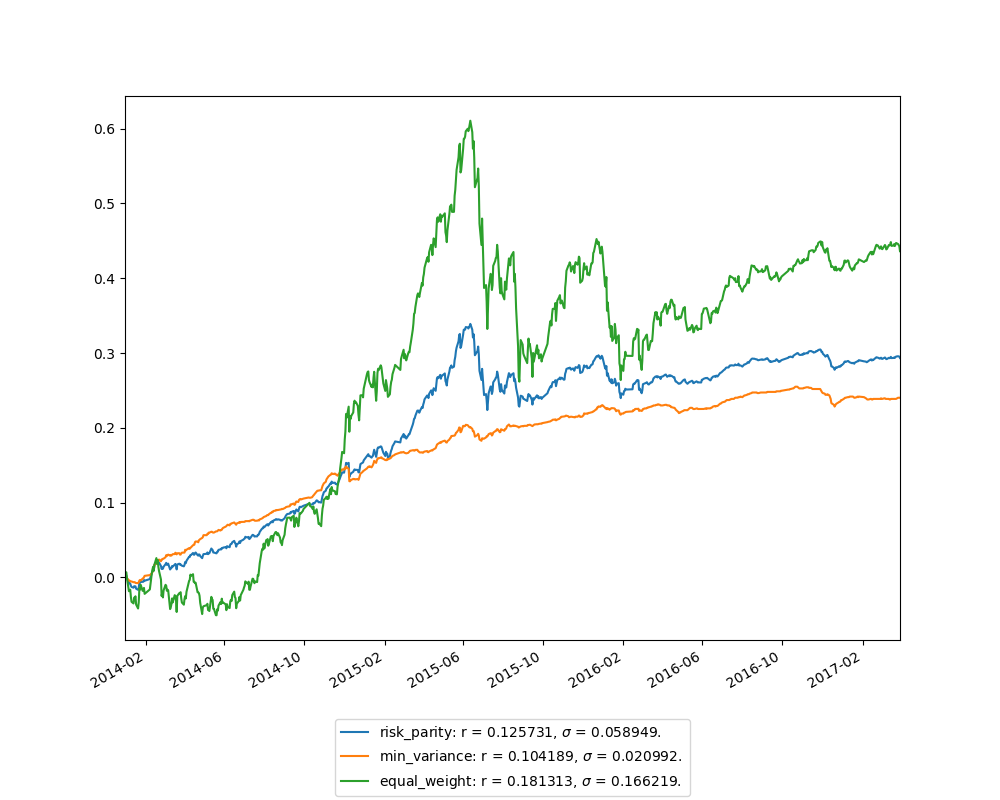 0.6
0.5
0.4
0.3
0.2
0.1
0.0
2014-02 2014-06 2014-10 2015-02 2015-06 2015-10 2016-02 2016-06 2016-10 2017-02
risk_parity: r = 0.125731, σ = 0.058949.
min_variance: r = 0.104189, σ = 0.020992.
equal_weight: r = 0.181313, σ = 0.166219.